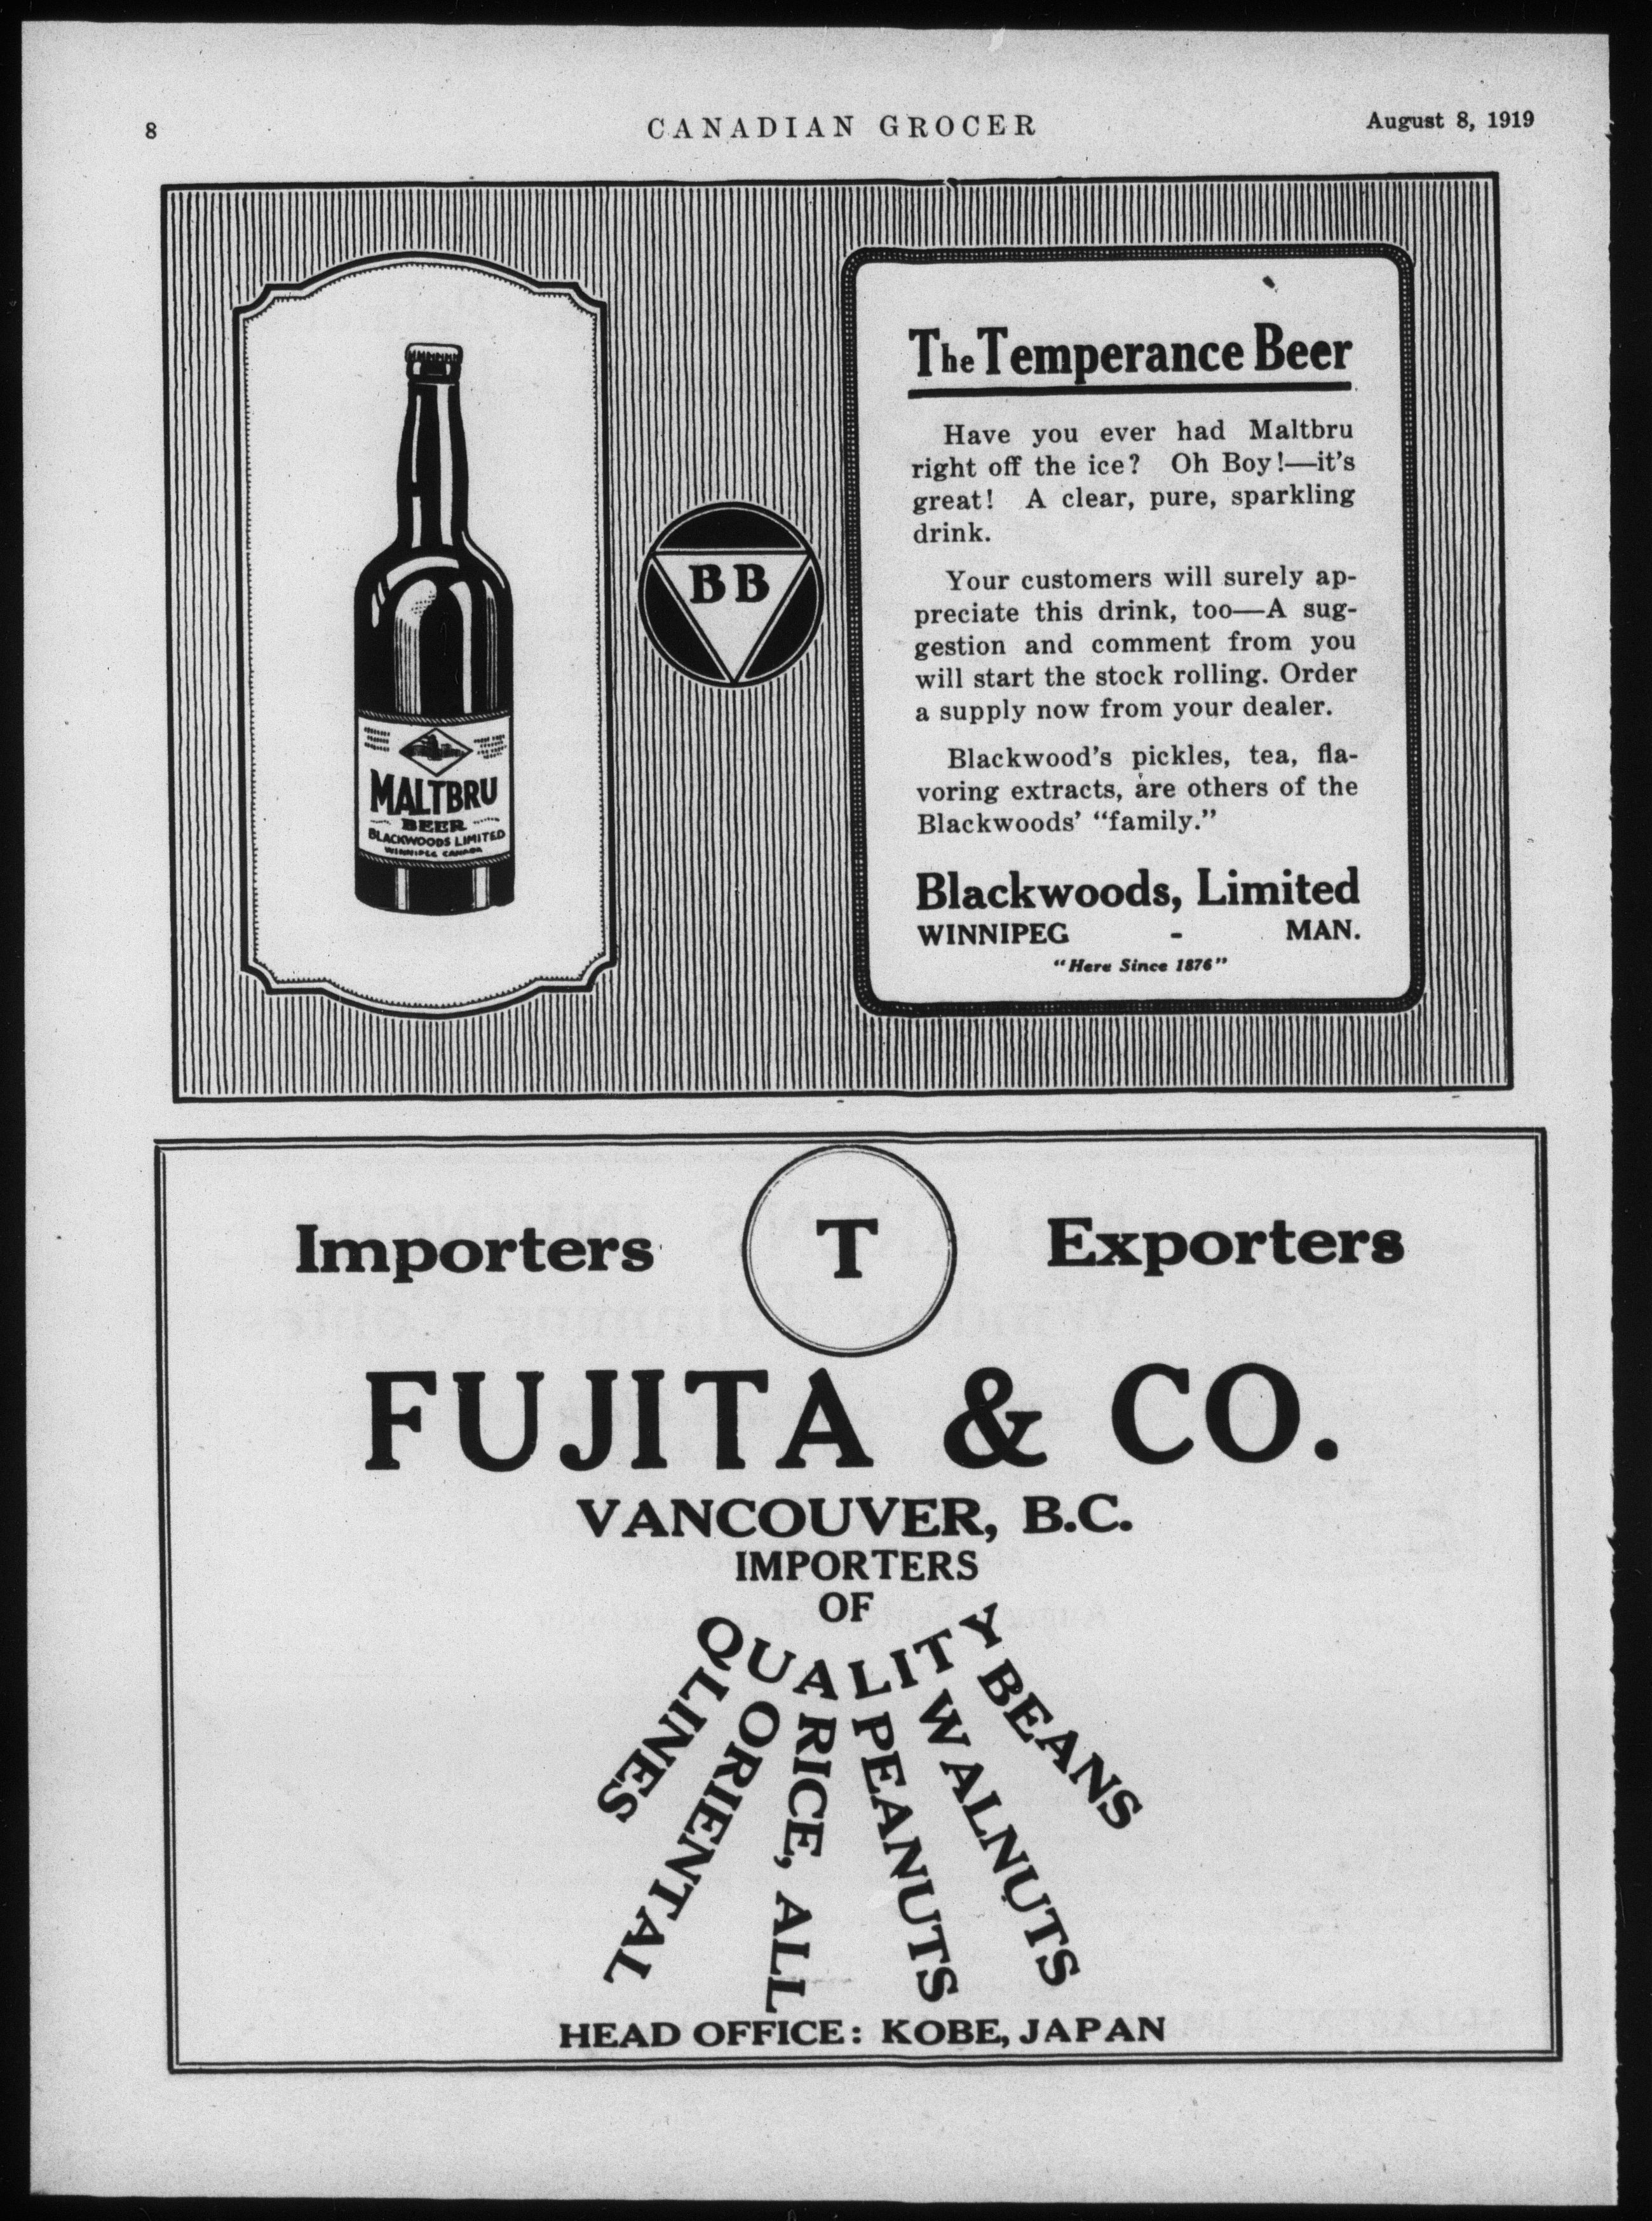 8
CANADIAN GROCER
August 8, 1919
MALTBRU
BEER
BLACKWOODS LIMITED
WINNIPEG CANADA
BB
The Temperance Beer
Have you ever had Maltbru
right off the ice? Oh Boy!—it's
great! A clear, pure, sparkling
drink.
Your customers will surely ap-
preciate this drink, too—A sug-
gestion and comment from you
will start the stock rolling. Order
a supply now from your dealer.
Blackwood's pickles, tea, fla-
voring extracts, are others of the
Blackwoods' "family."
Blackwoods, Limited
WINNIPEG - MAN.
"Here Since 1876"
Importers
T
Exporters
FUJITA & CO.
VANCOUVER, B.C.
IMPORTERS
OF
QUALITY
LINES
ORIENTAL
RICE, ALL
PEANUTS
WALNUTS
BEANS
HEAD OFFICE: KOBE, JAPAN